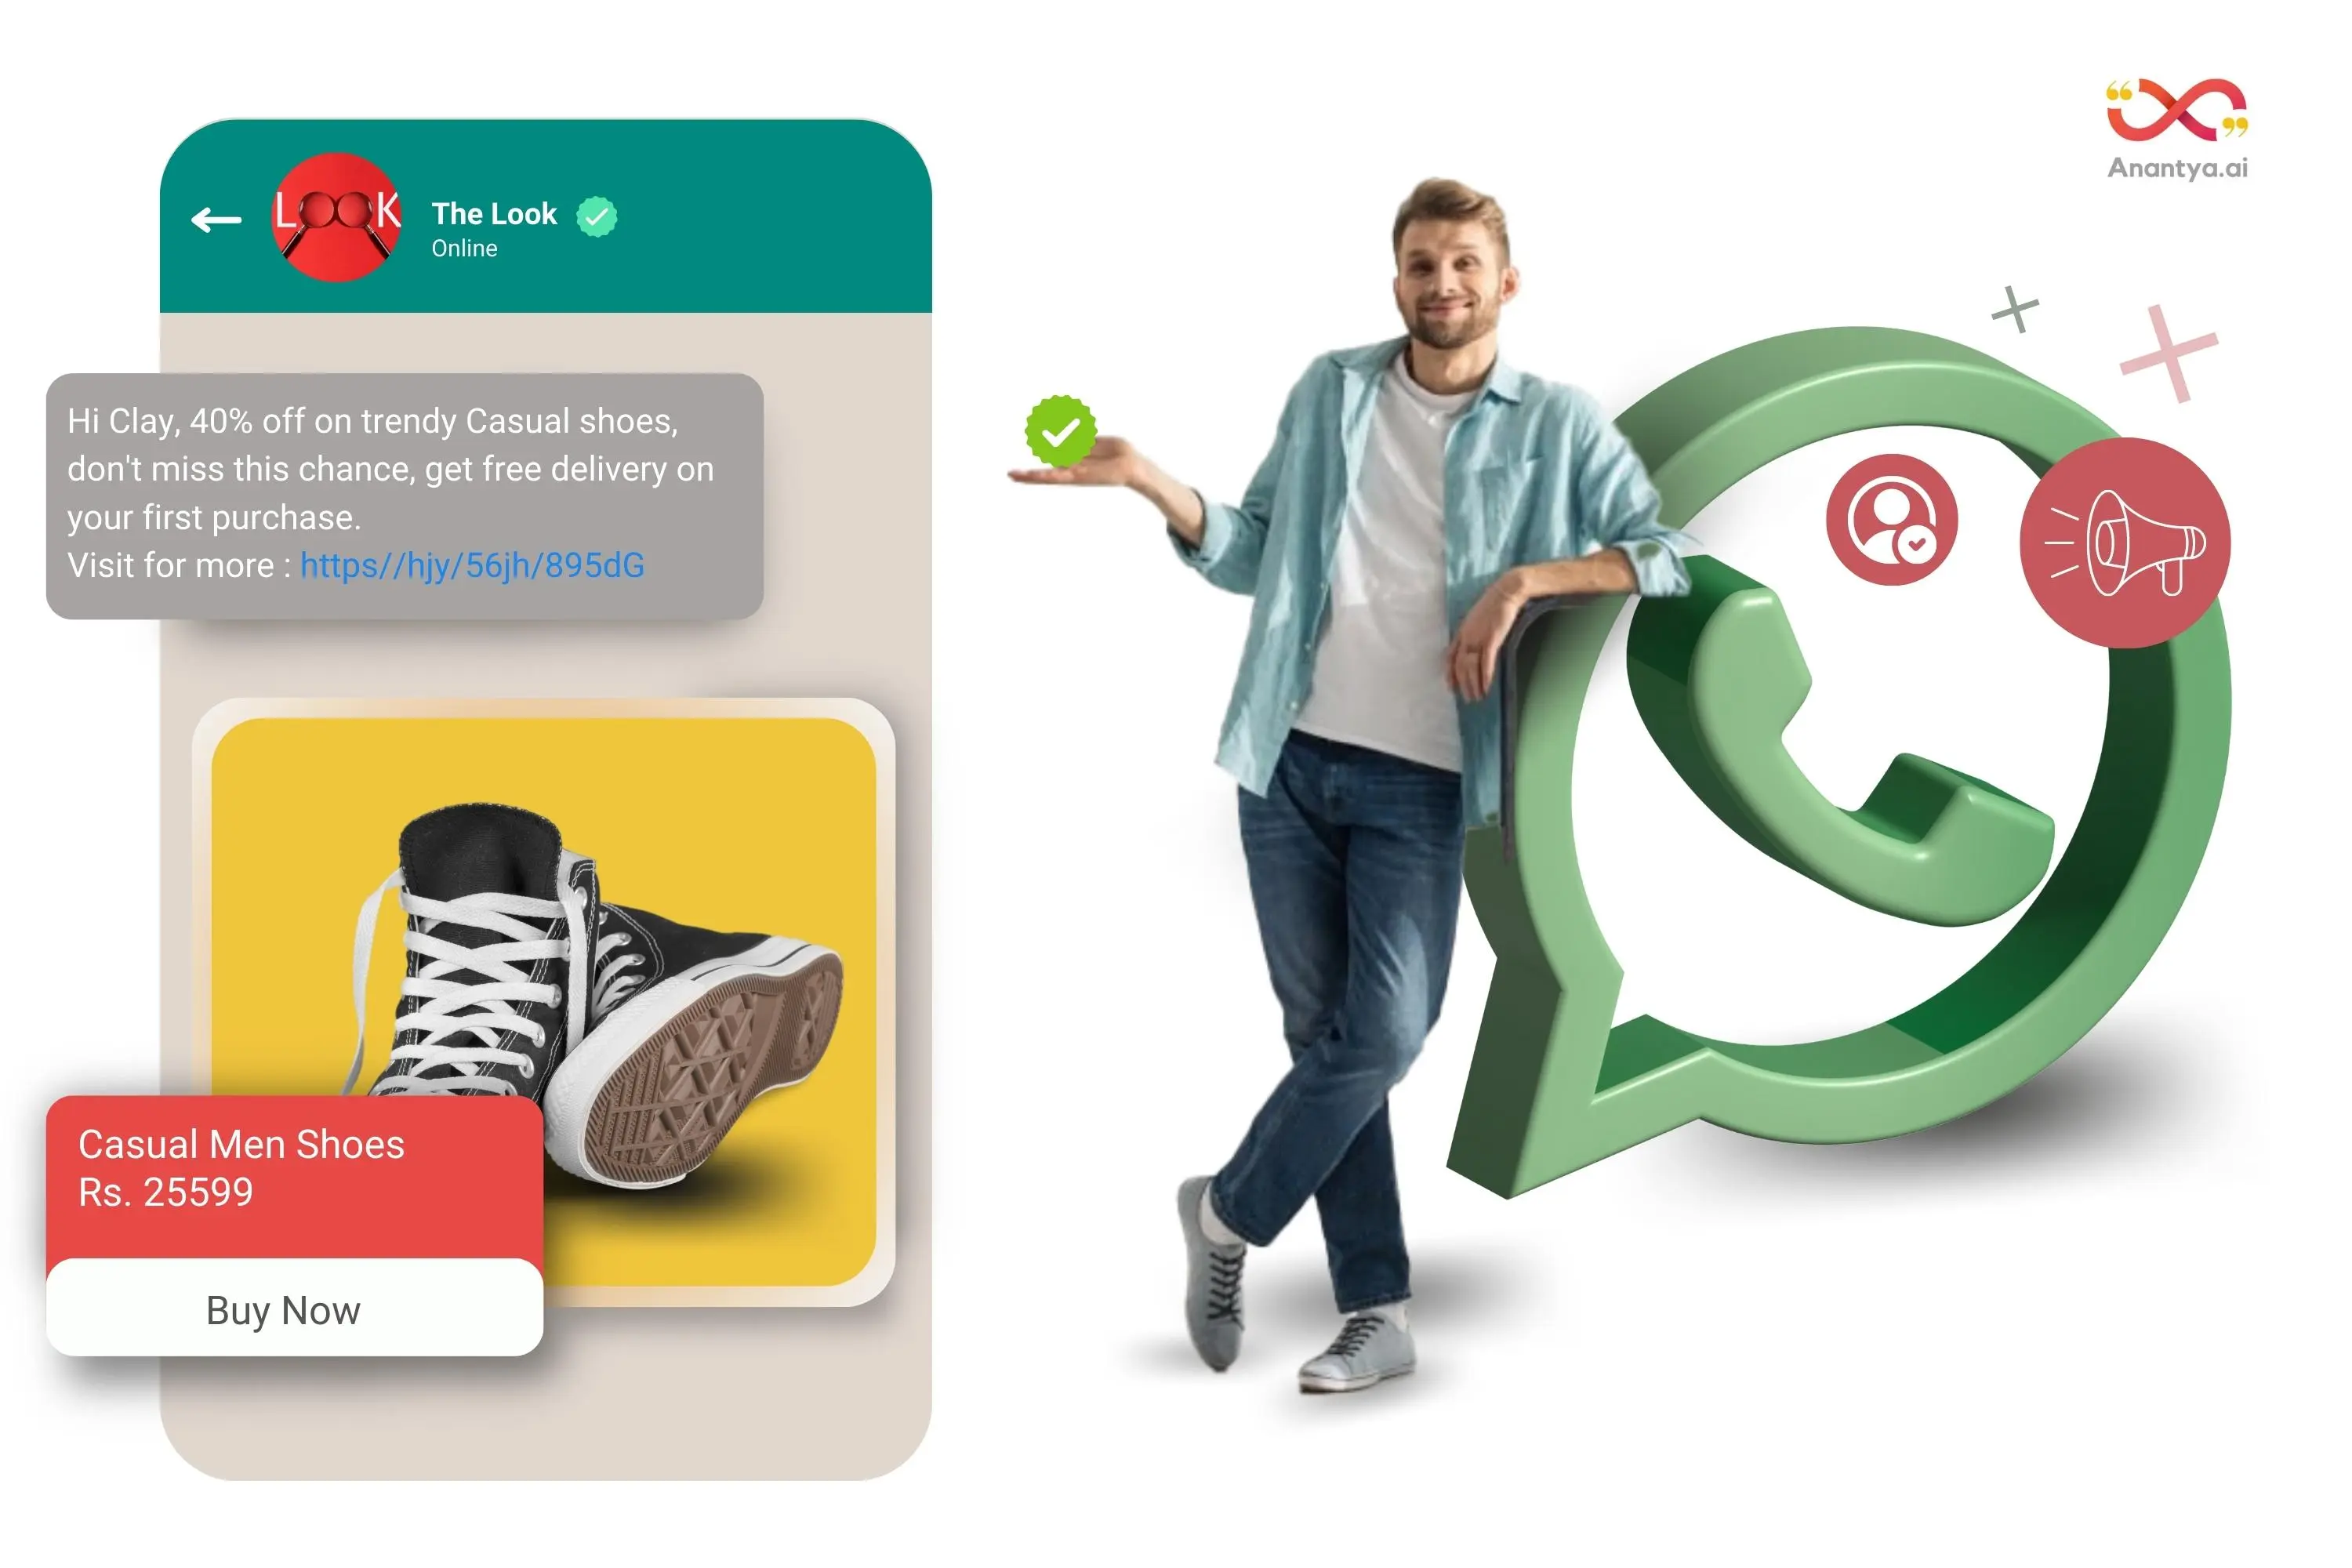 LOOK
The Look
Online
Hi Clay, 40% off on trendy Casual shoes,
don't miss this chance, get free delivery on
your first purchase.
Visit for more : https//hjy/56jh/895dG
Casual Men Shoes
Rs. 25599
Buy Now
Anantya.ai